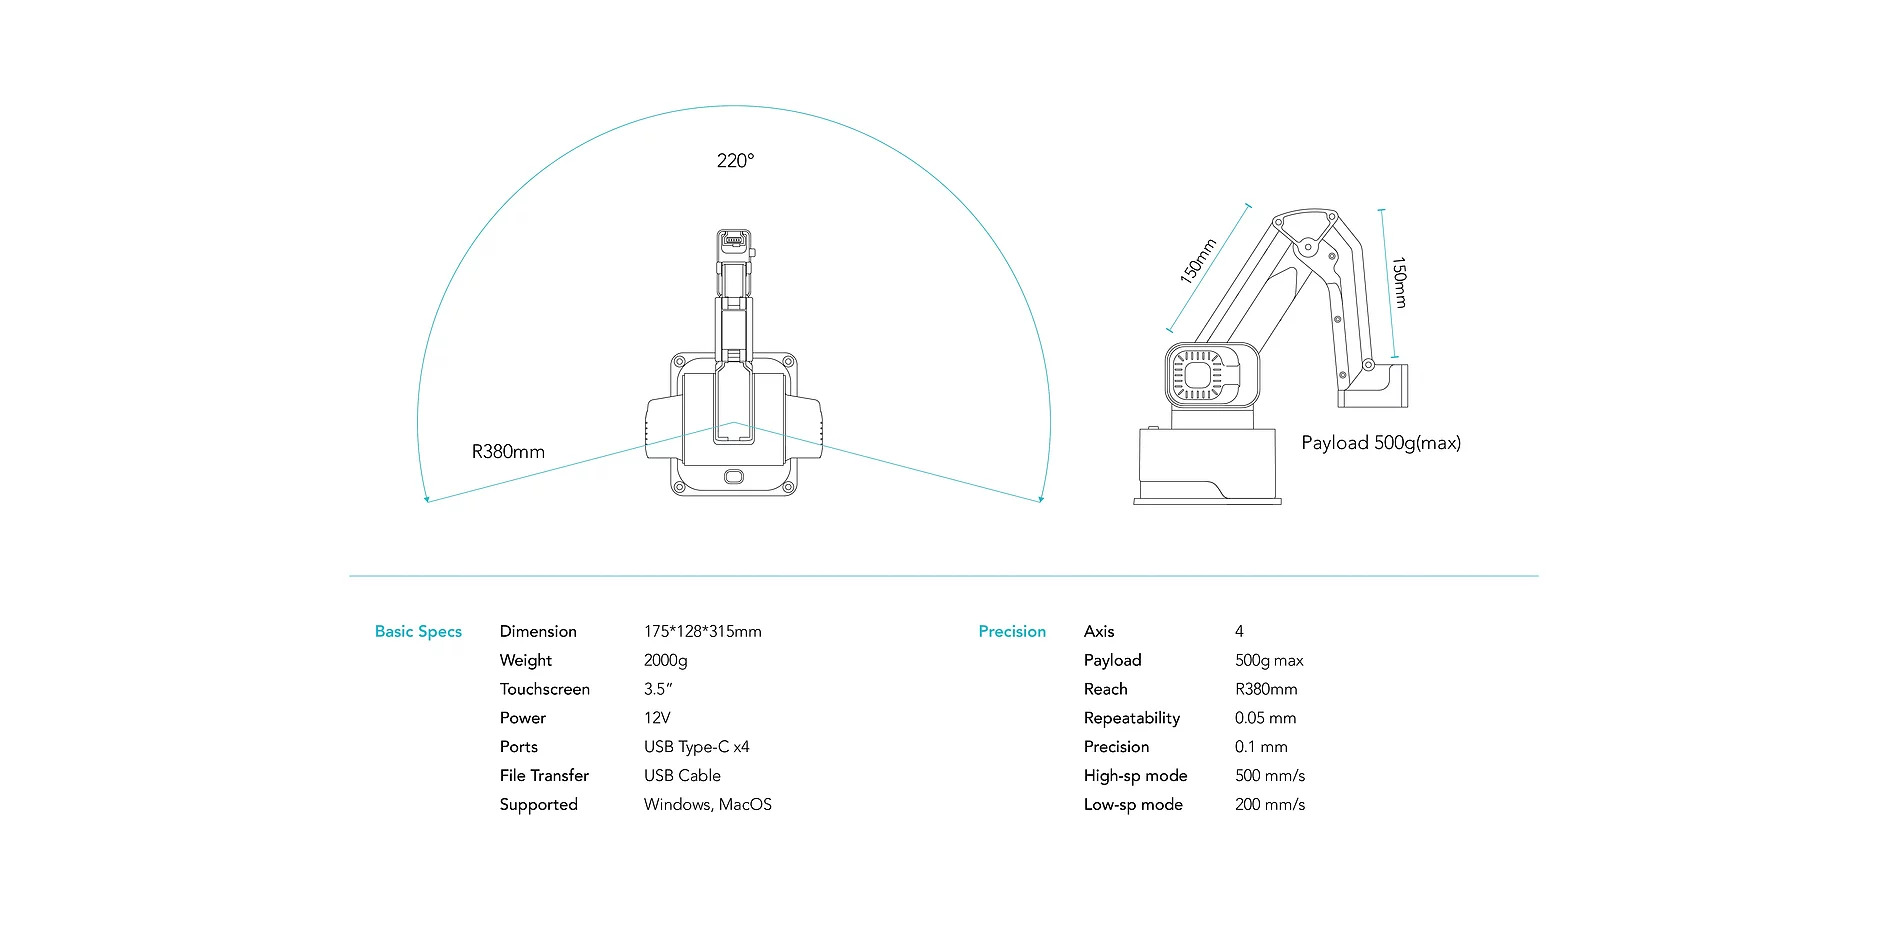 220°
R380mm
150mm
150mm
Payload 500g(max)
Basic Specs
Dimension 175*128*315mm
Weight 2000g
Touchscreen 3.5”
Power 12V
Ports USB Type-C x4
File Transfer USB Cable
Supported Windows, MacOS
Precision
Axis 4
Payload 500g max
Reach R380mm
Repeatability 0.05 mm
Precision 0.1 mm
High-sp mode 500 mm/s
Low-sp mode 200 mm/s